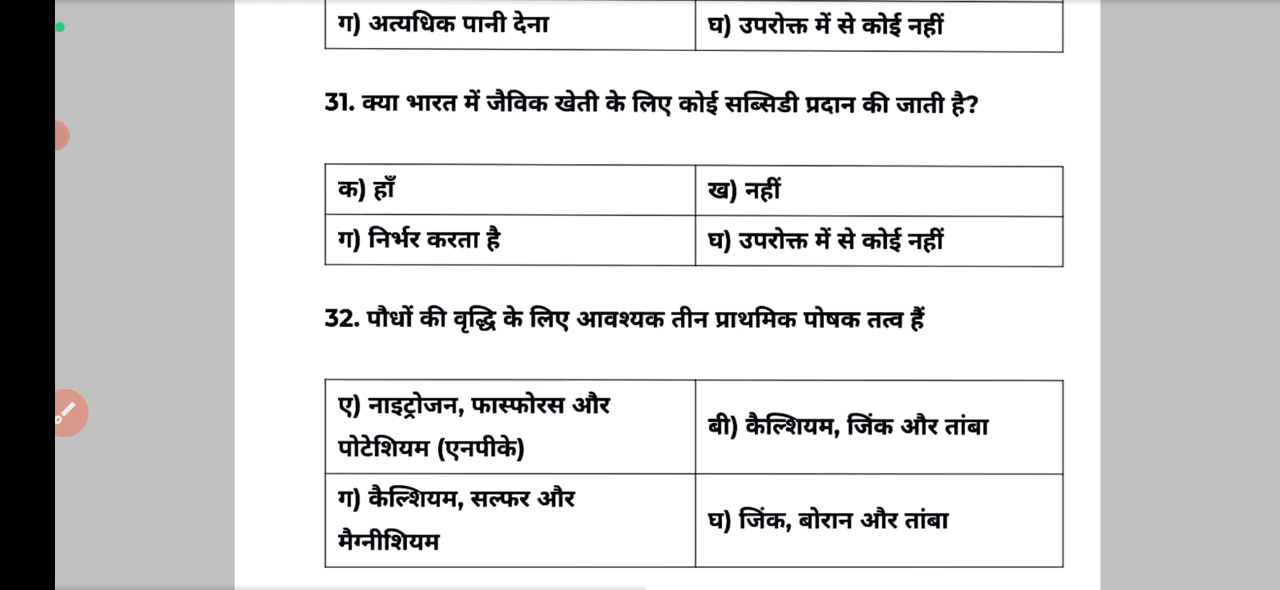 ग) अत्यधिक पानी देना
घ) उपरोक्त में से कोई नहीं
31. क्या भारत में जैविक खेती के लिए कोई सब्सिडी प्रदान की जाती है?
क) हाँ
ख) नहीं
ग) निर्भर करता है
घ) उपरोक्त में से कोई नहीं
32. पौधों की वृद्धि के लिए आवश्यक तीन प्राथमिक पोषक तत्व हैं
ए) नाइट्रोजन, फास्फोरस और
पोटेशियम (एनपीके)
बी) कैल्शियम, जिंक और तांबा
ग) कैल्शियम, सल्फर और
मैग्नीशियम
घ) जिंक, बोरान और तांबा